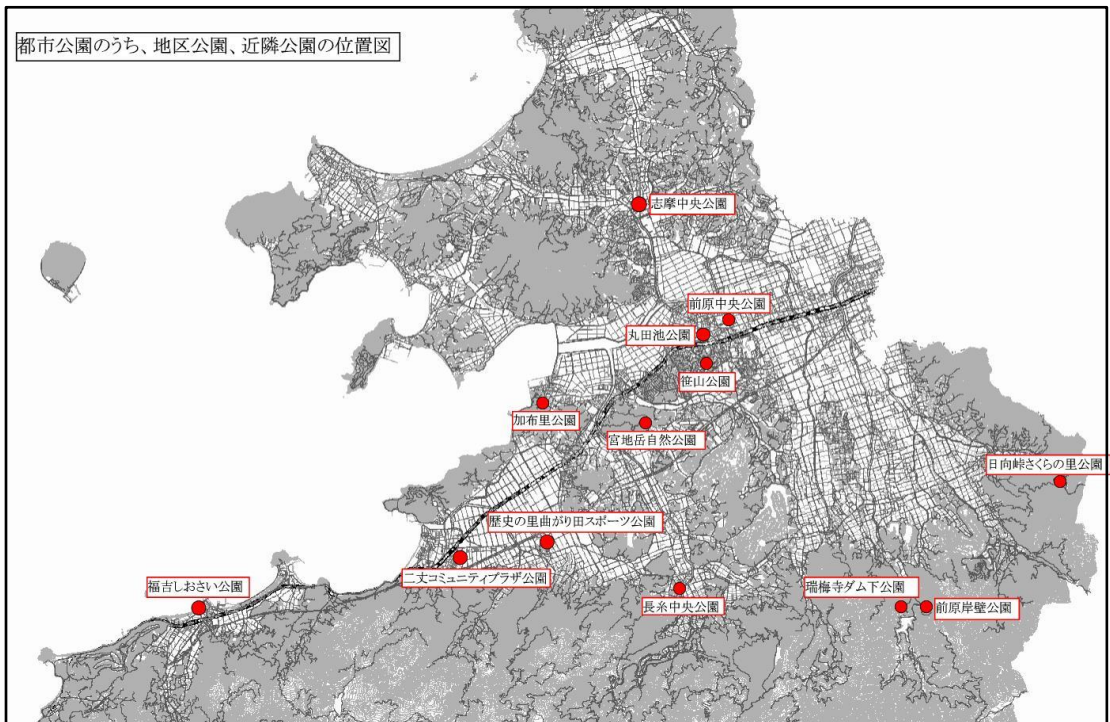 都市公園のうち、地区公園、近隣公園の位置図
志摩中央公園
前原中央公園
丸田池公園
笹山公園
加布里公園
宮地岳自然公園
日向峠さくらの里公園
歴史の里曲がり田スポーツ公園
二丈コミュニティプラザ公園
福吉しおさい公園
長糸中央公園
瑞梅寺ダム下公園
前原岸壁公園